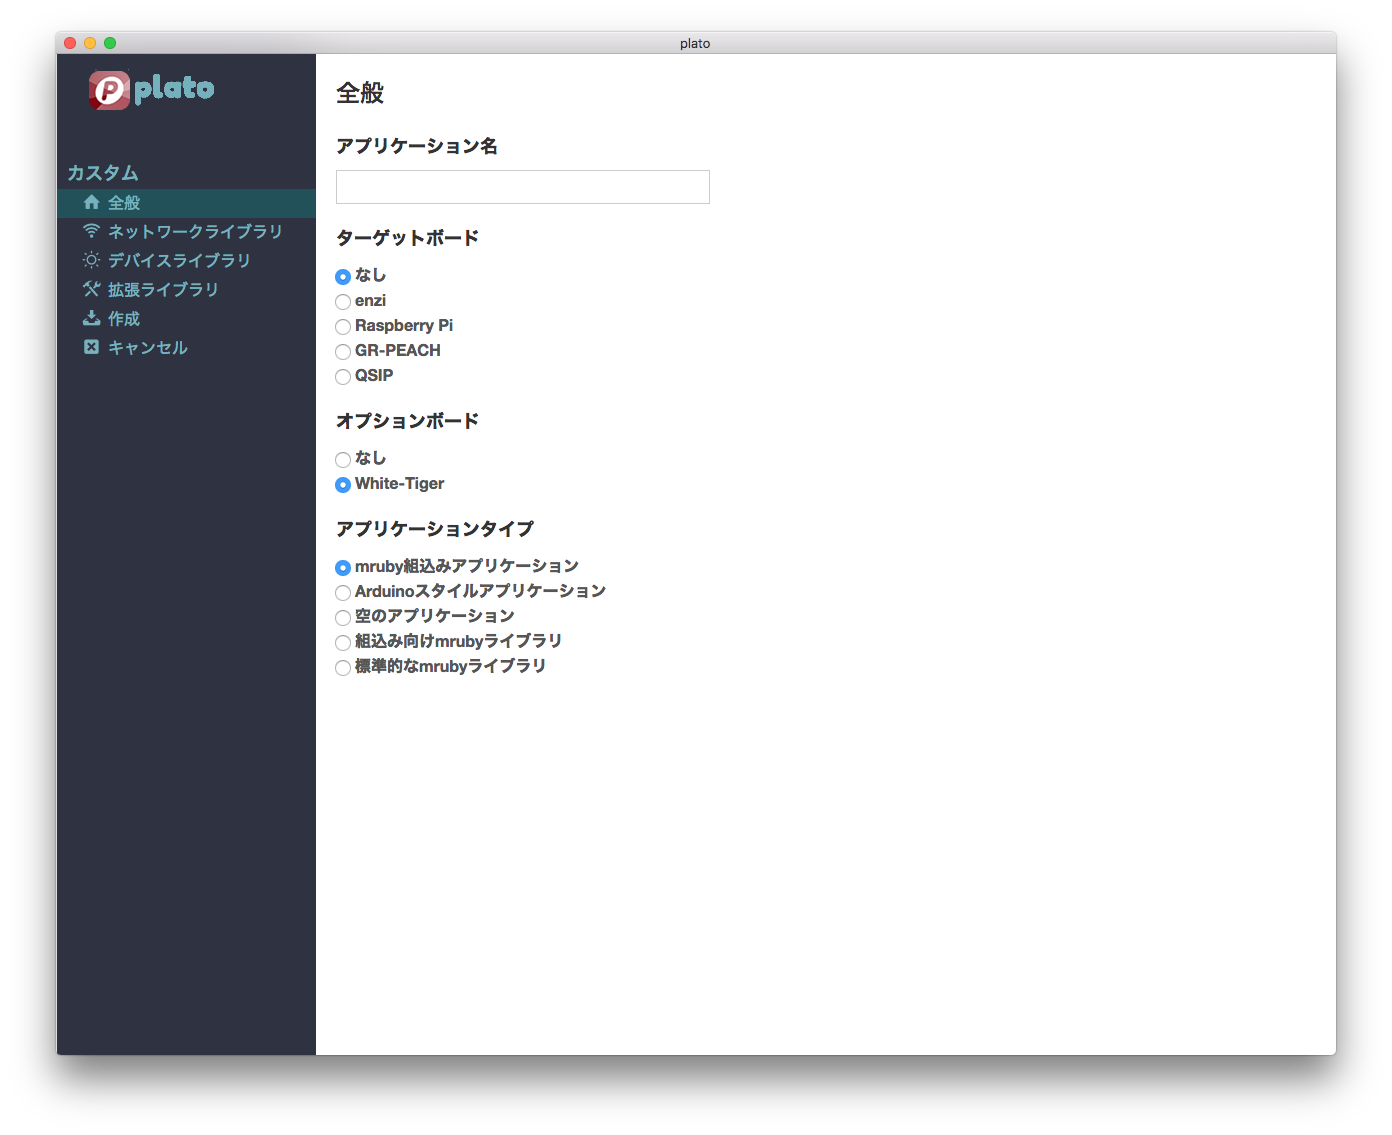 plato
plato
カスタム
全般
ネットワークライブラリ
デバイスライブラリ
拡張ライブラリ
作成
キャンセル
全般
アプリケーション名
ターゲットボード
なし
enzi
Raspberry Pi
GR-PEACH
QSIP
オプションボード
なし
White-Tiger
アプリケーションタイプ
mruby組込みアプリケーション
Arduinoスタイルアプリケーション
空のアプリケーション
組込み向けmrubyライブラリ
標準的なmrubyライブラリ